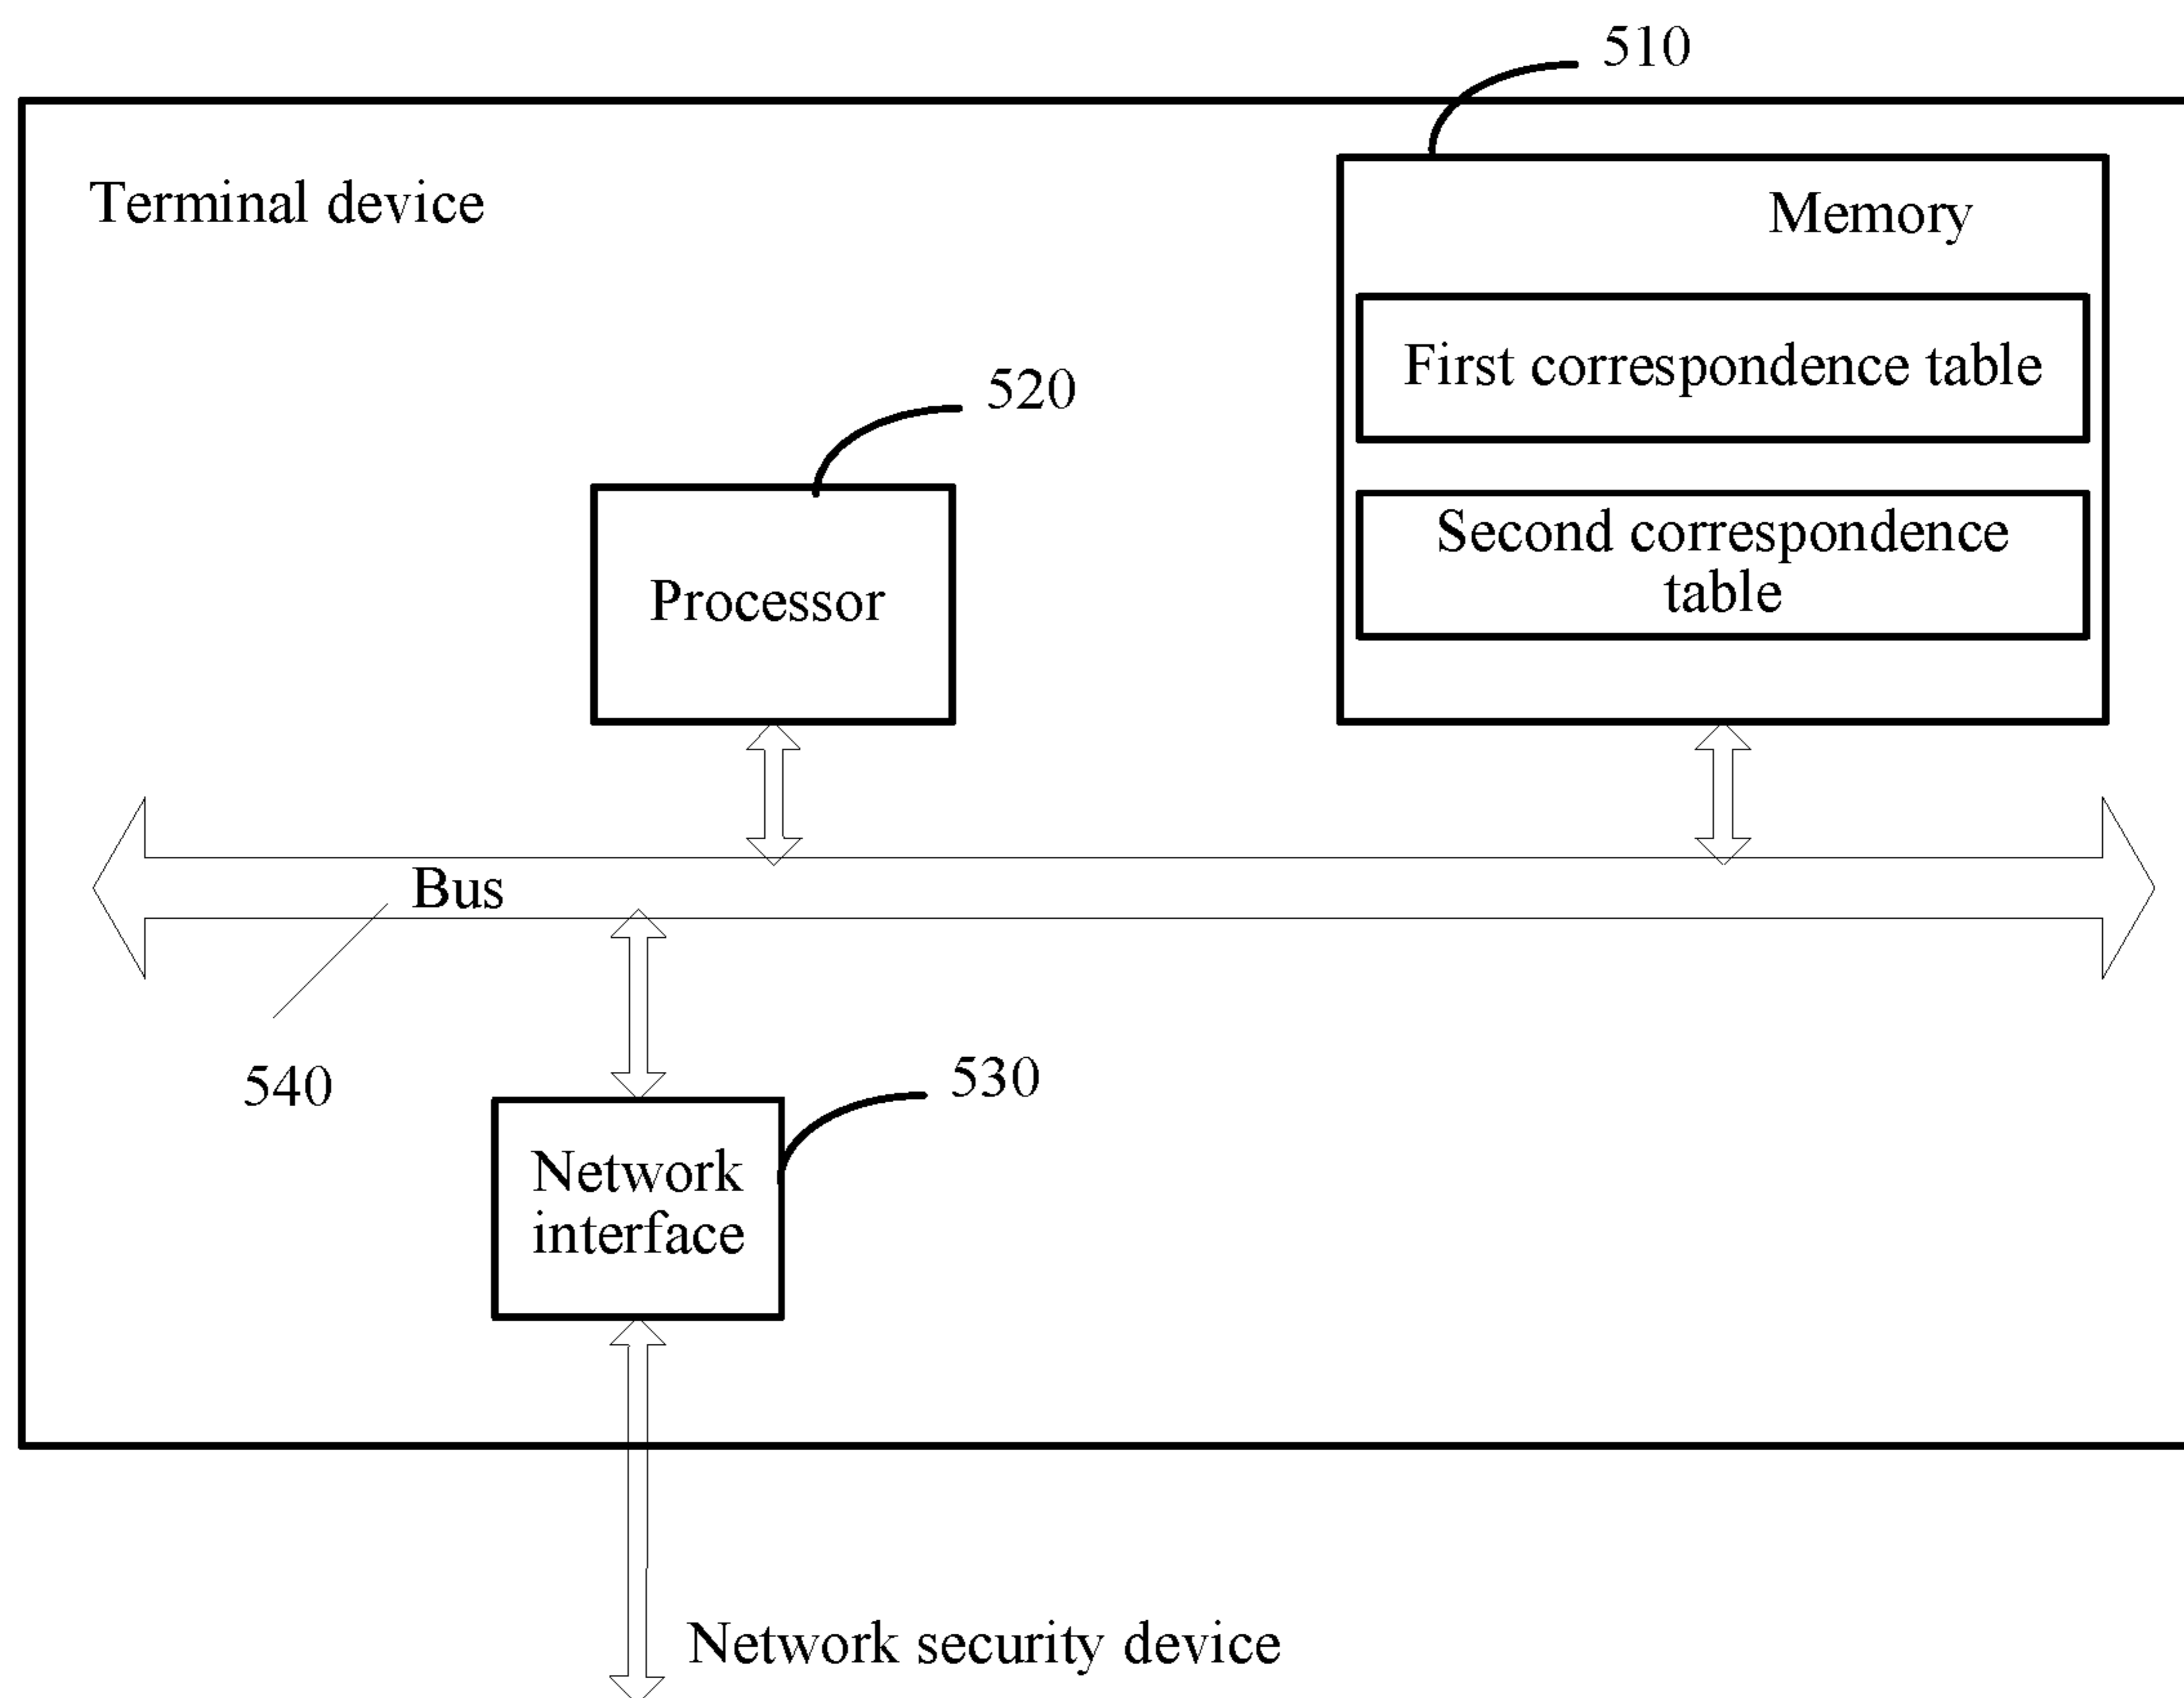 510
Terminal device
Memory
First correspondence table
520
Second correspondence
table
Processor
Bus
540
530
Network
interface
Network security device